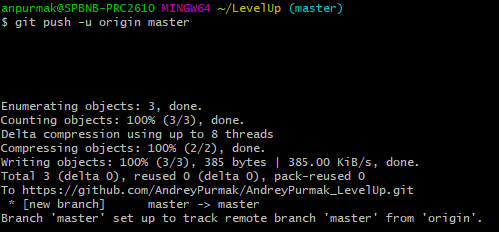 anpurmak@SPBNB-PRC2610 MINGW64 ~/LevelUp (master)
$ git push -u origin master
Enumerating objects: 3, done.
Counting objects: 100% (3/3), done.
Delta compression using up to 8 threads
Compressing objects: 100% (2/2), done.
Writing objects: 100% (3/3), 385 bytes | 385.00 KiB/s, done.
Total 3 (delta 0), reused 0 (delta 0), pack-reused 0
To https://github.com/AndreyPurmak/AndreyPurmak_LevelUp.git
 * [new branch]      master -> master
Branch 'master' set up to track remote branch 'master' from 'origin'.